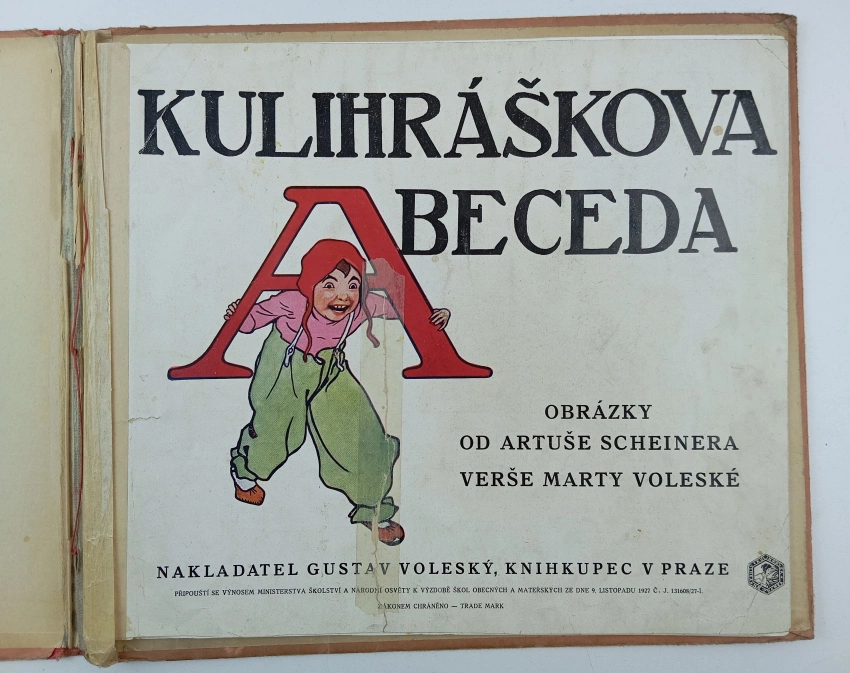 KULIHRÁŠKOVA
ABECEDA
OBRÁZKY
OD ARTUŠE SCHEINERA
VERŠE MARTY VOLESKÉ
NAKLADATEL GUSTAV VOLESKÝ, KNIHKUPEC V PRAZE
PŘIPOUŠTÍ SE VÝNOSEM MINISTERSTVA ŠKOLSTVÍ A NÁRODNÍ OSVĚTY K VÝZDOBĚ ŠKOL OBECNÝCH A MATEŘSKÝCH ZE DNE 9. LISTOPADU 1927 Č. J. 131608/27-I.
ZÁKONEM CHRÁNĚNO — TRADE MARK